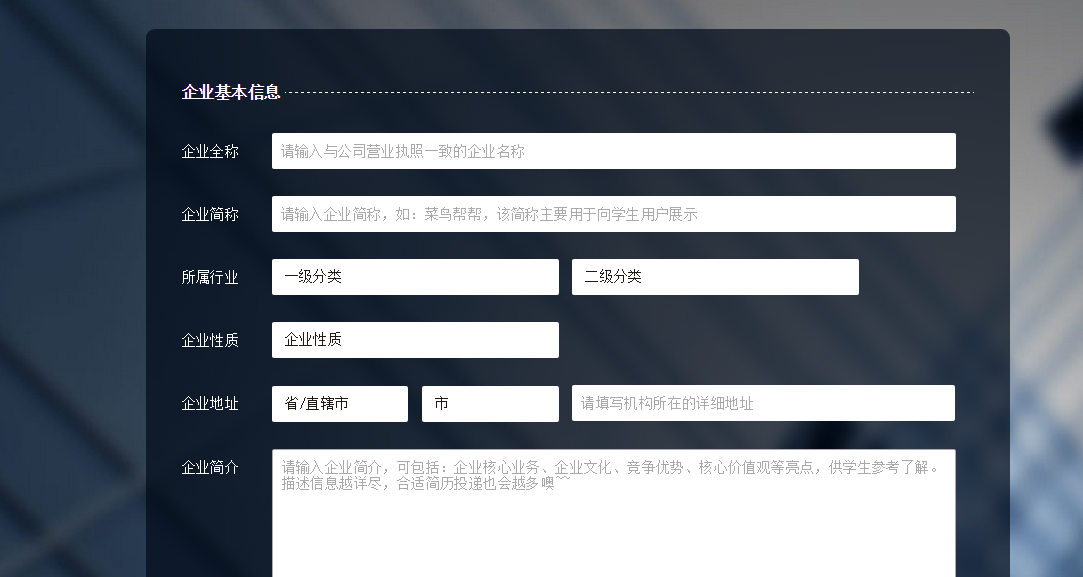 企业基本信息
企业全称 请输入与公司营业执照一致的企业名称
企业简称 请输入企业简称，如：菜鸟帮帮，该简称主要用于向学生用户展示
所属行业 一级分类 二级分类
企业性质 企业性质
企业地址 省/直辖市 市 请填写机构所在的详细地址
企业简介 请输入企业简介，可包括：企业核心业务、企业文化、竞争优势、核心价值观等亮点，供学生参考了解。
描述信息越详尽，合适简历投递也会越多噢~~